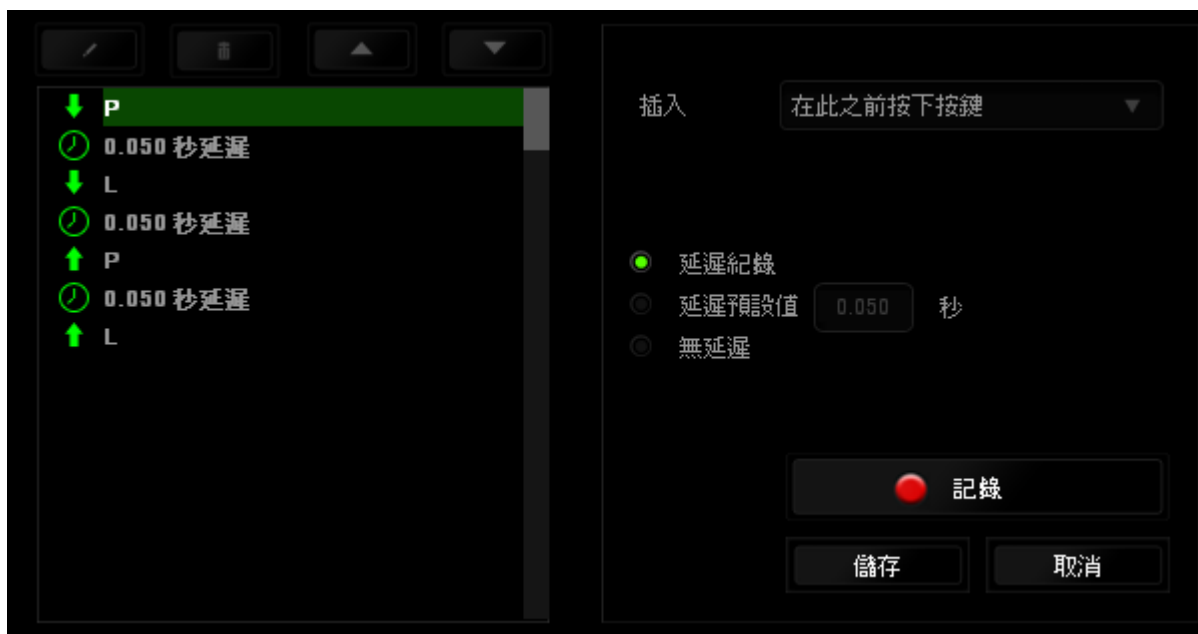 P
0.050 秒延遲
L
0.050 秒延遲
P
0.050 秒延遲
L
插入 在此之前按下按鍵
延遲紀錄
延遲預設值 0.050 秒
無延遲
記錄
儲存 取消